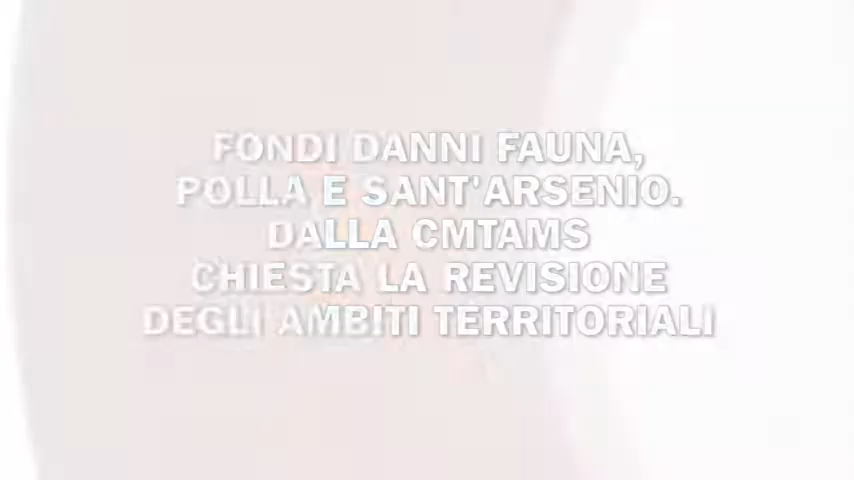 FONDI DANNI FAUNA,
POLLA E SANT'ARSENIO.
DALLA CMTAMS
CHIESTA LA REVISIONE
DEGLI AMBITI TERRITORIALI